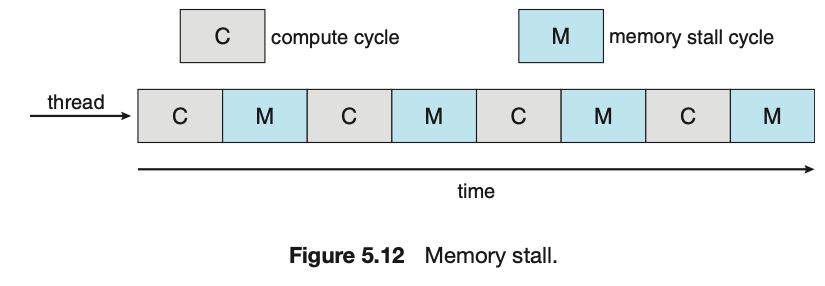 C compute cycle M memory stall cycle
thread C M C M C M C M
time
Figure 5.12 Memory stall.